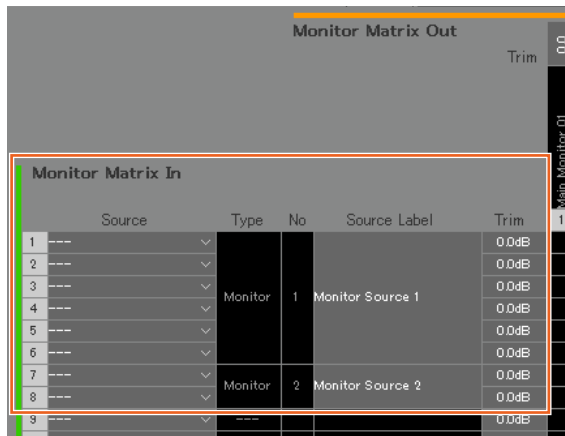 Monitor Matrix Out
Trim
Main Monitor 01
1
Monitor Matrix In
Source Type No Source Label Trim
1 --- 0.0dB
2 --- 0.0dB
3 --- 0.0dB
Monitor 1 Monitor Source 1
4 --- 0.0dB
5 --- 0.0dB
6 --- 0.0dB
7 --- 0.0dB
Monitor 2 Monitor Source 2
8 --- 0.0dB
9 --- --- 0.0dB